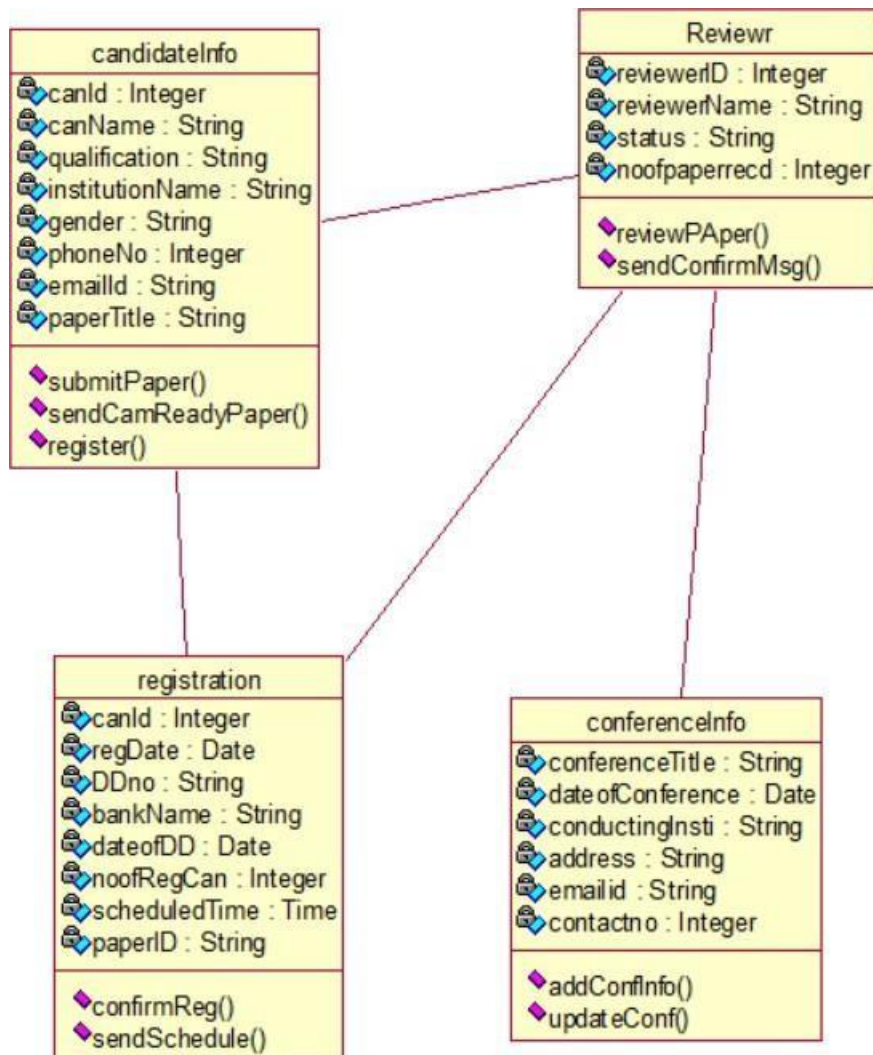 candidateInfo
canId : Integer
canName : String
qualification : String
institutionName : String
gender : String
phoneNo : Integer
emailId : String
paperTitle : String
submitPaper()
sendCamReadyPaper()
register()
Reviewr
reviewerID : Integer
reviewerName : String
status : String
noofpaperrecd : Integer
reviewPAper()
sendConfirmMsg()
registration
canId : Integer
regDate : Date
DDno : String
bankName : String
dateofDD : Date
noofRegCan : Integer
scheduledTime : Time
paperID : String
confirmReg()
sendSchedule()
conferenceInfo
conferenceTitle : String
dateofConference : Date
conductingInsti : String
address : String
emailid : String
contactno : Integer
addConfInfo()
updateConf()